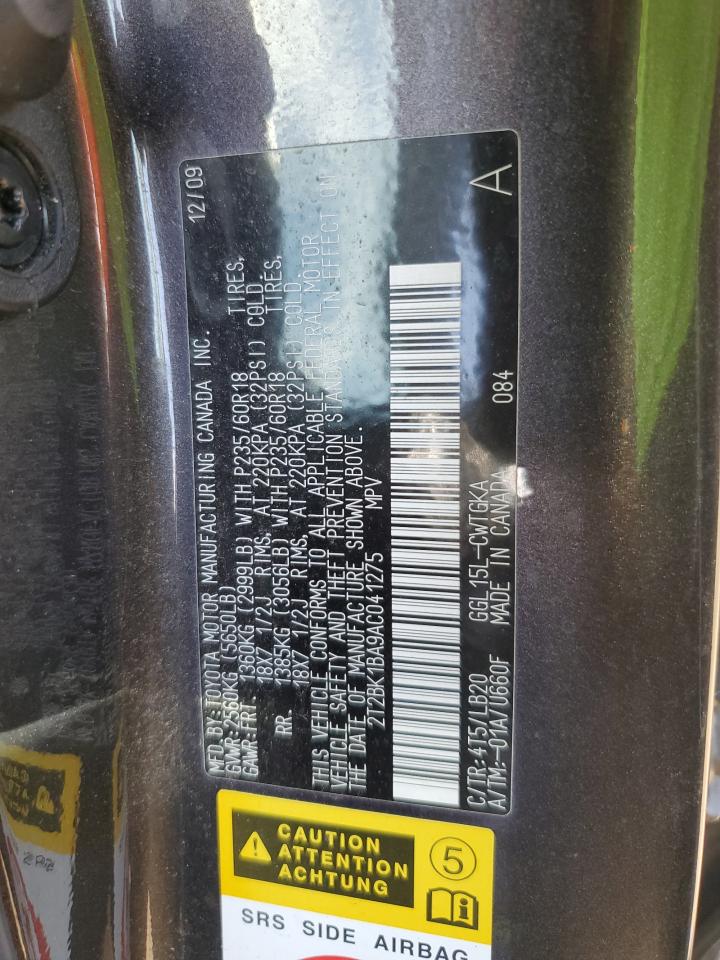 MFD.BY:TOYOTA MOTOR MANUFACTURING CANADA INC. 12/09
GVWR:2560KG (5650LB)
GAWR:FRT 1360KG (2999LB) WITH P235/60R18 TIRES,
18X7 1/2J RIMS, AT 220KPA (32PSI) COLD.
RR 1385KG (3056LB) WITH P235/60R18 TIRES,
18X7 1/2J RIMS, AT 220KPA (32PSI) COLD.
THIS VEHICLE CONFORMS TO ALL APPLICABLE FEDERAL MOTOR
VEHICLE SAFETY AND THEFT PREVENTION STANDARDS IN EFFECT ON
THE DATE OF MANUFACTURE SHOWN ABOVE.
2T2BK1BA9AC041275 MPV
C/TR:4T5/LB20 GGL15L-CWTGKA 084 A
A/TM:-01A/U660F MADE IN CANADA
CAUTION
ATTENTION
ACHTUNG
5
i
SRS SIDE AIRBAG